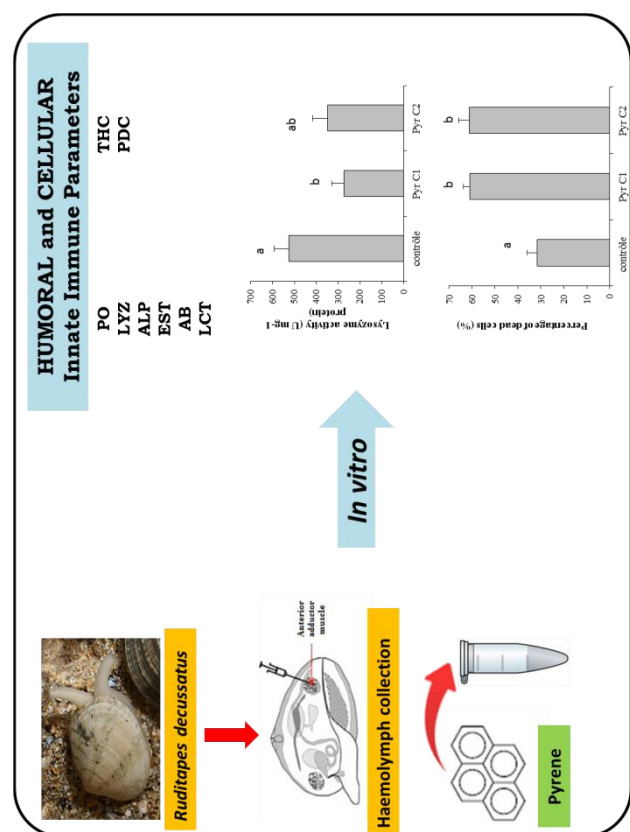 Ruditapes decussatus
Anterior
adductor
muscle
Haemolymph collection
Pyrene
In vitro
HUMORAL and CELLULAR
Innate Immune Parameters
PO
LYZ
ALP
EST
AB
LCT
THC
PDC
Lysozyme activity (U mg-1
protein)
700
600
500
400
300
200
100
0
a
b
ab
contrôle
Pyr C1
Pyr C2
Percentage of dead cells (%)
70
60
50
40
30
20
10
0
a
b
b
contrôle
Pyr C1
Pyr C2